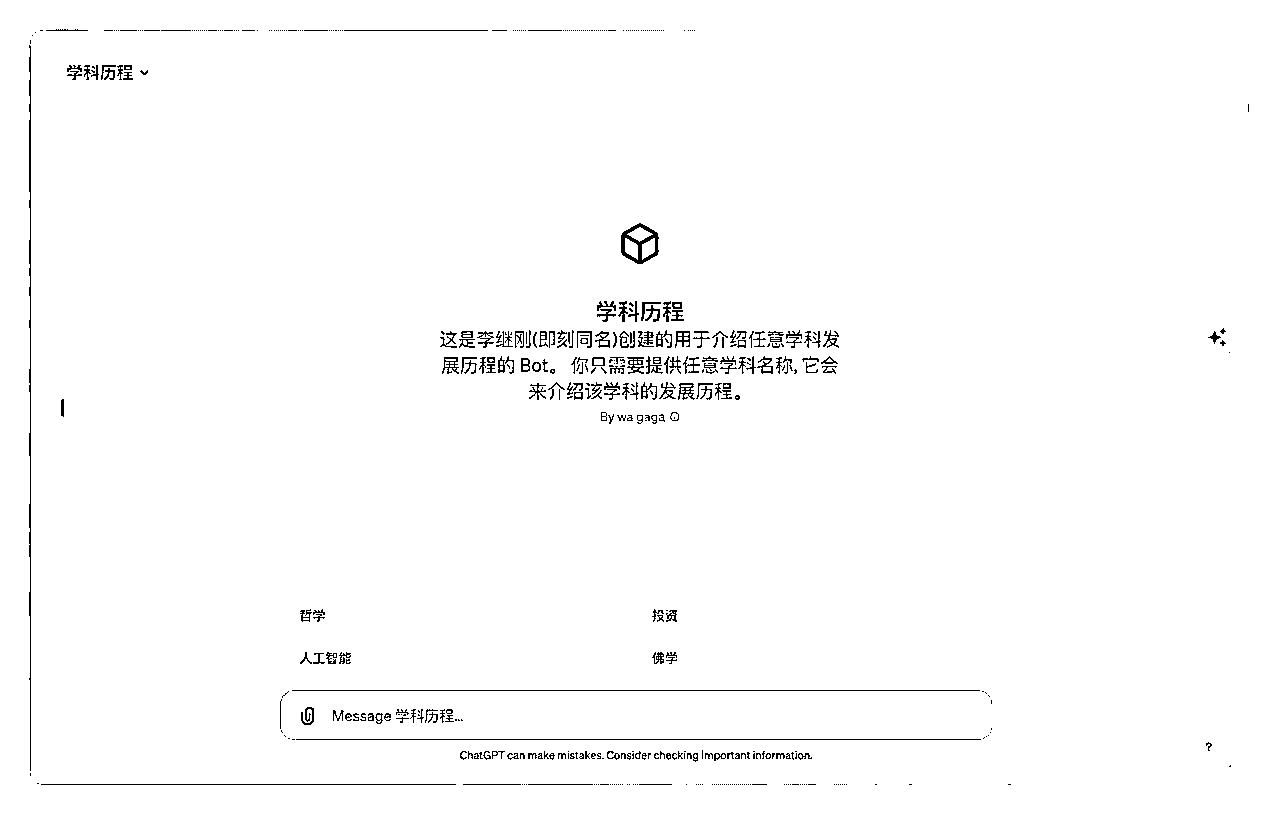 学科历程
学科历程
这是李继刚(即刻同名)创建的用于介绍任意学科发
展历程的 Bot。 你只需要提供任意学科名称, 它会
来介绍该学科的发展历程。
By wa gaga
哲学
投资
人工智能
佛学
Message 学科历程...
ChatGPT can make mistakes. Consider checking important information.
?